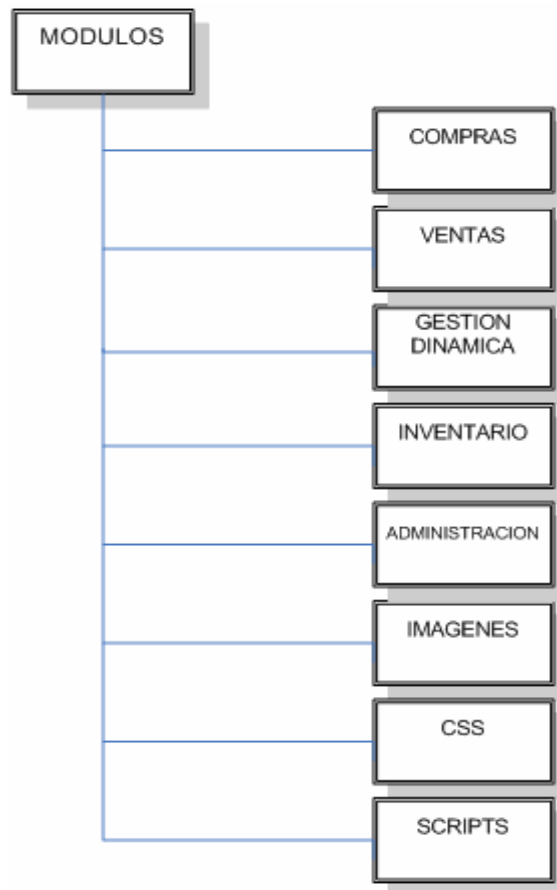 MODULOS
COMPRAS
VENTAS
GESTION
DINAMICA
INVENTARIO
ADMINISTRACION
IMAGENES
CSS
SCRIPTS